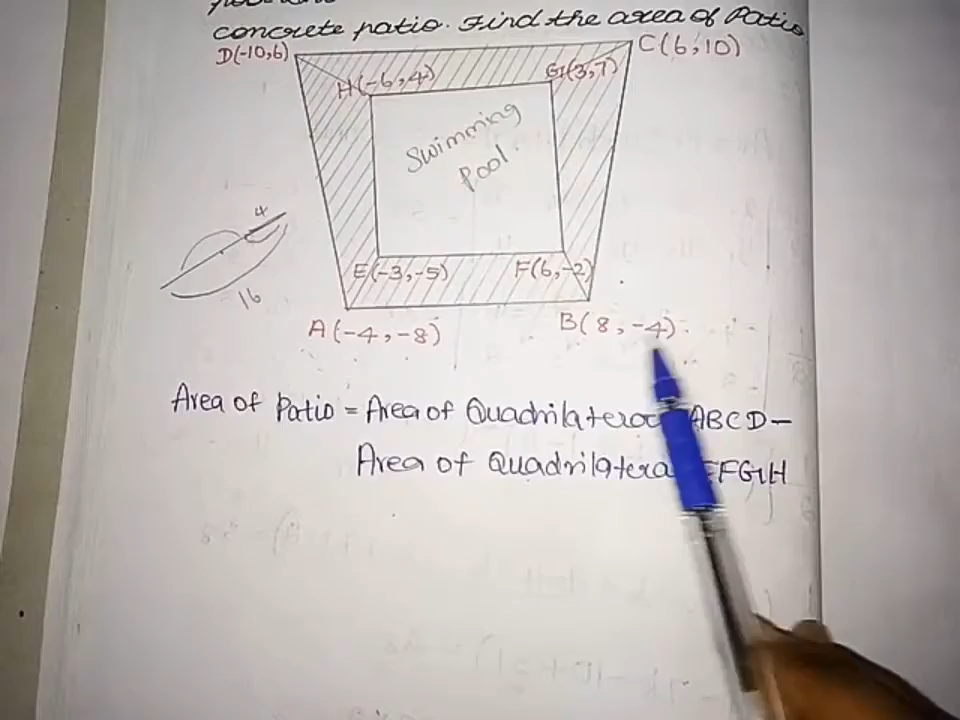 concrete patio. Find the area of Patio
D(-10,6)
C(6,10)
H(-6,4)
G(3,7)
Swimming
pool
4
16
E(-3,-5)
F(6,-2)
A(-4,-8)
B(8,-4)
Area of Patio = Area of Quadrilateral ABCD-
Area of Quadrilateral EFGH